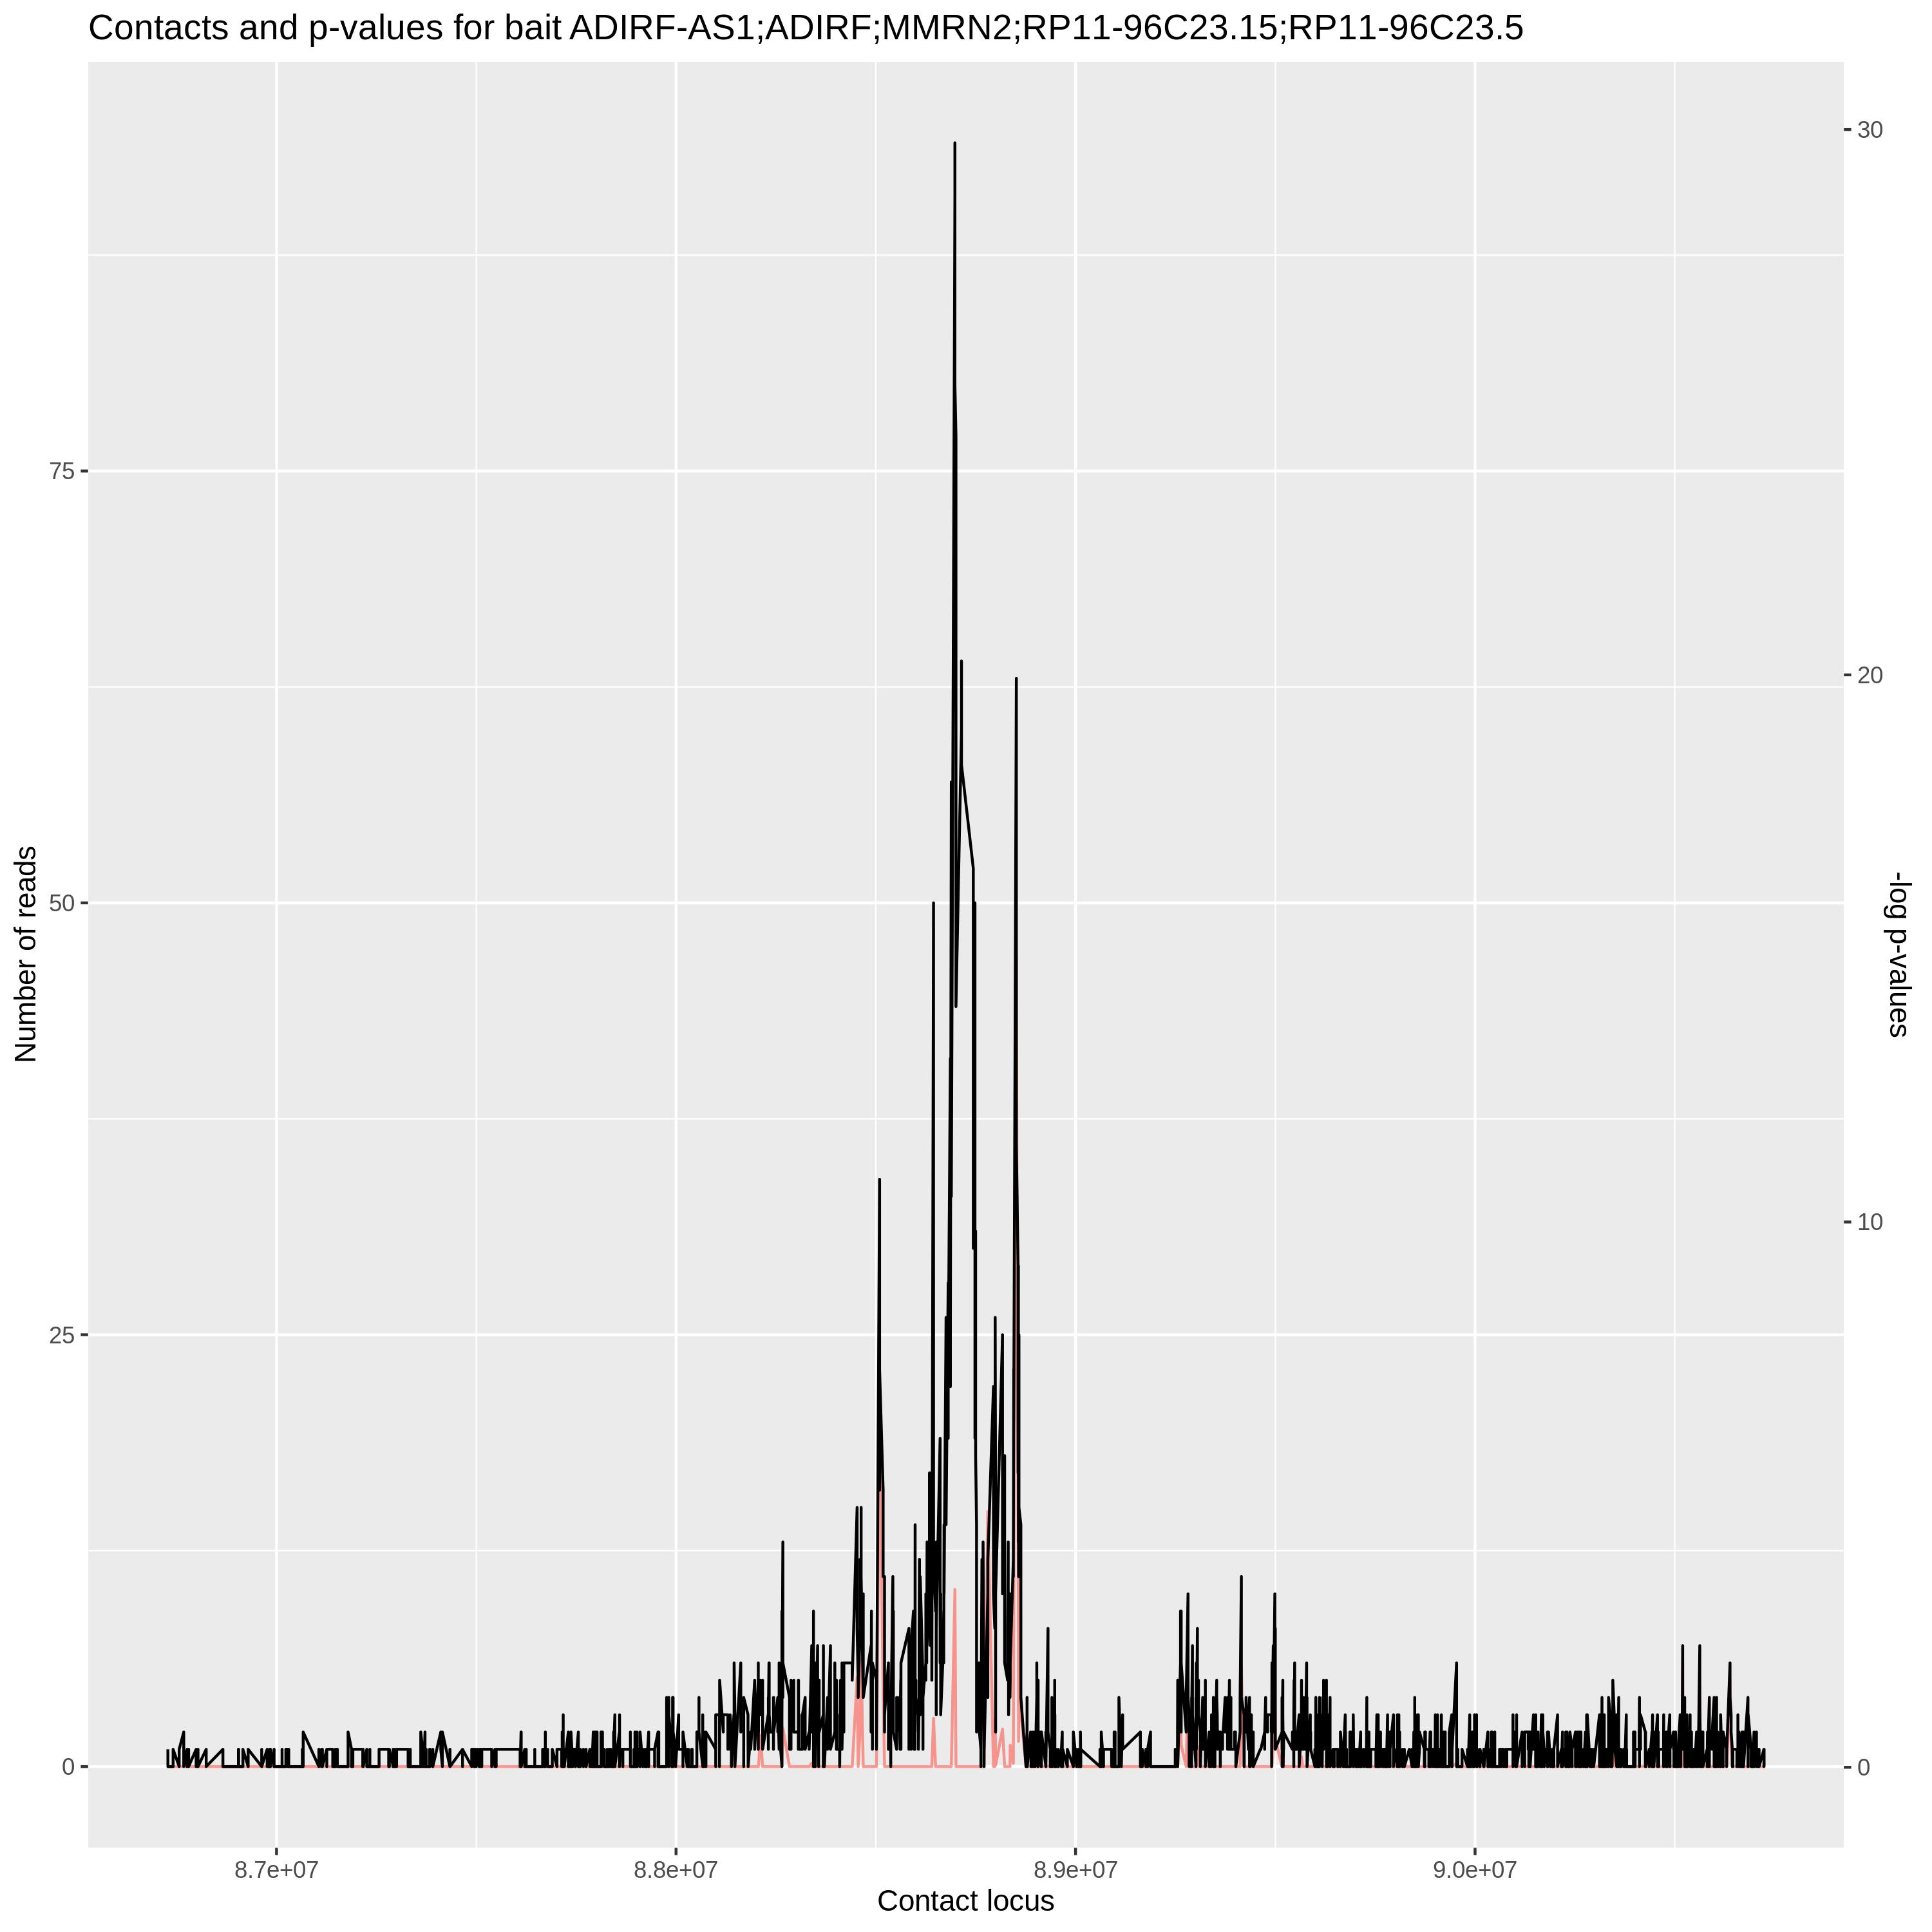 Contacts and p-values for bait ADIRF-AS1;ADIRF;MMRN2;RP11-96C23.15;RP11-96C23.5
30
75
20
Number of reads
-log p-values
50
10
25
0
0
8.7e+07
8.8e+07
8.9e+07
9.0e+07
Contact locus